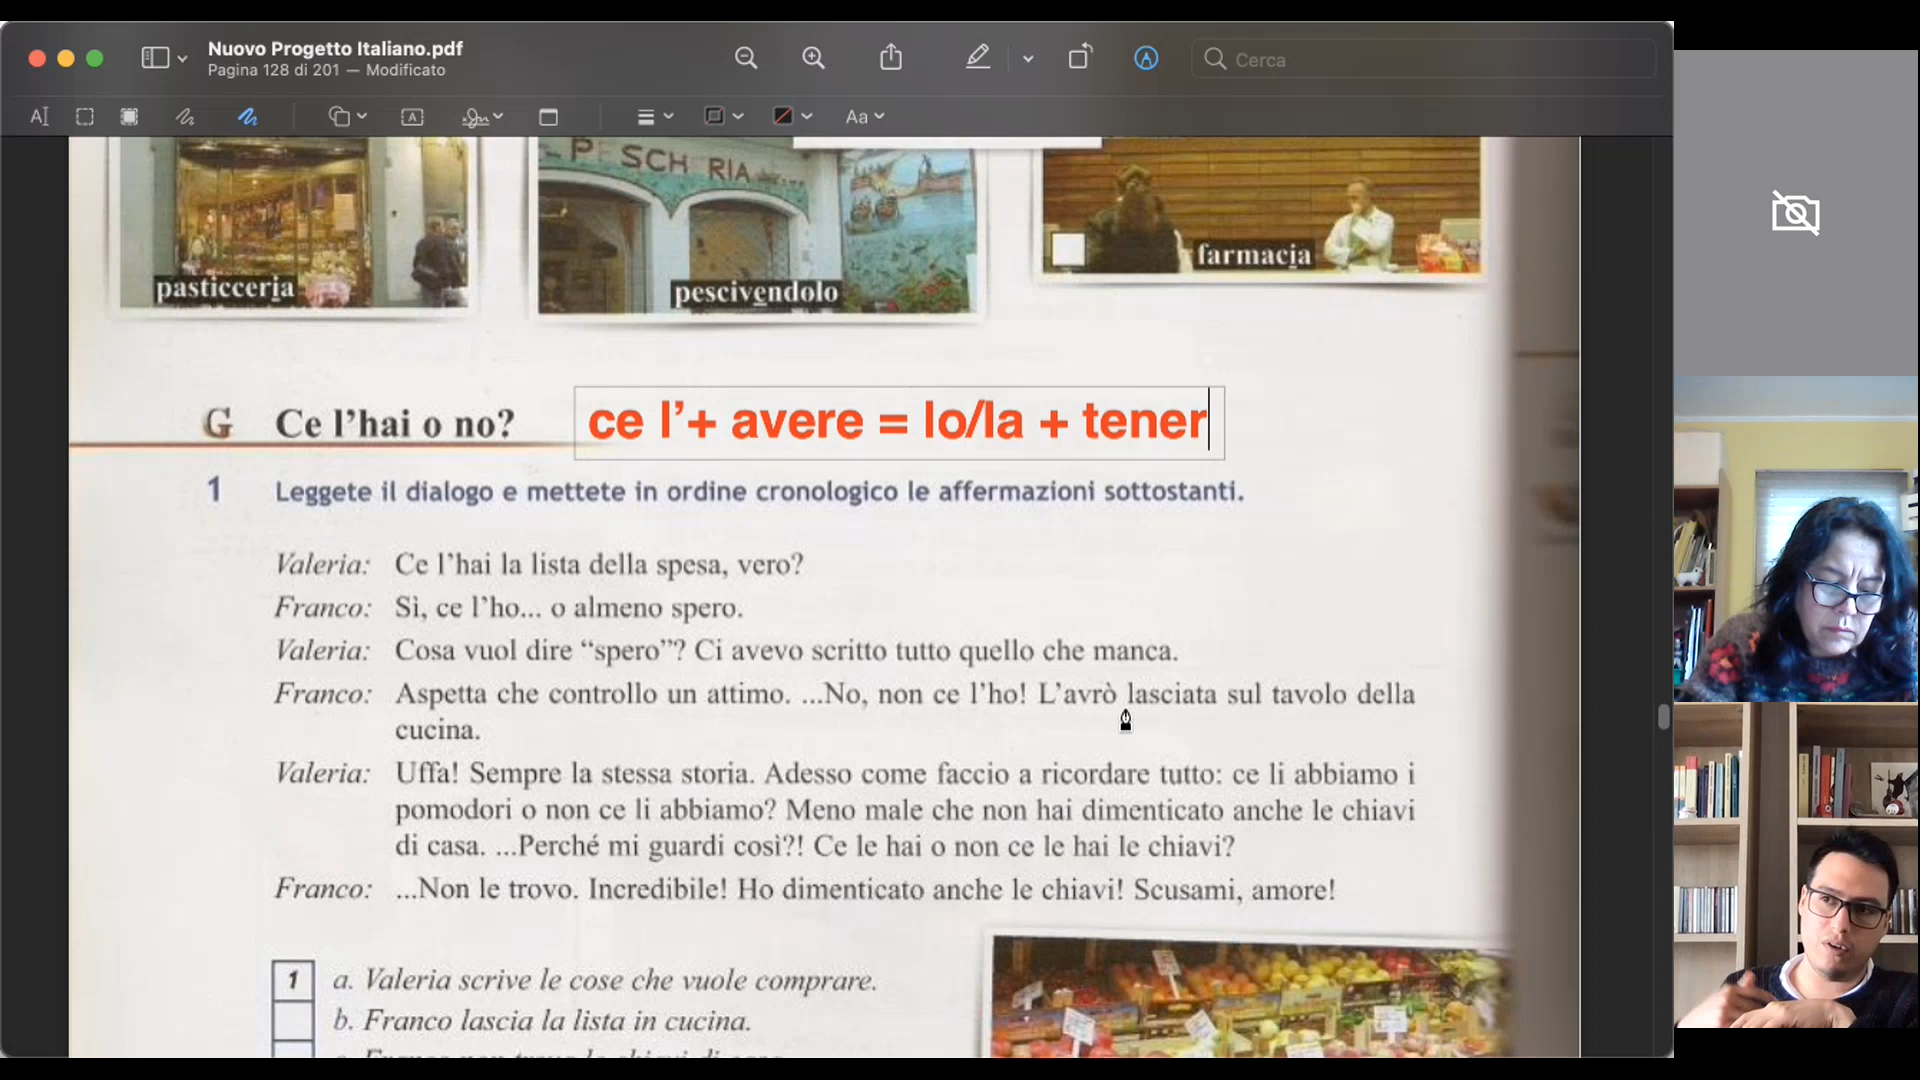 Nuovo Progetto Italiano.pdf
Pagina 128 di 201 — Modificato
Cerca
Aa
PESCHERIA
pasticceria
pescivendolo
farmacia
G Ce l'hai o no?
ce l'+ avere = lo/la + tener
1 Leggete il dialogo e mettete in ordine cronologico le affermazioni sottostanti.
Valeria: Ce l'hai la lista della spesa, vero?
Franco: Sì, ce l'ho... o almeno spero.
Valeria: Cosa vuol dire “spero”? Ci avevo scritto tutto quello che manca.
Franco: Aspetta che controllo un attimo. ...No, non ce l'ho! L'avrò lasciata sul tavolo della
cucina.
Valeria: Uffa! Sempre la stessa storia. Adesso come faccio a ricordare tutto: ce li abbiamo i
pomodori o non ce li abbiamo? Meno male che non hai dimenticato anche le chiavi
di casa. ...Perché mi guardi così?! Ce le hai o non ce le hai le chiavi?
Franco: ...Non le trovo. Incredibile! Ho dimenticato anche le chiavi! Scusami, amore!
1 a. Valeria scrive le cose che vuole comprare.
b. Franco lascia la lista in cucina.